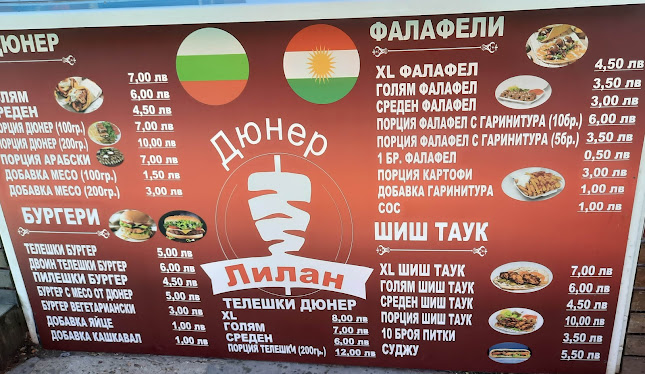 ДЮНЕР
7,00 лв
ГОЛЯМ 6,00 лв
СРЕДЕН 4,50 лв
ПОРЦИЯ ДЮНЕР (100гр.) 7,00 лв
ПОРЦИЯ ДЮНЕР (200гр.) 10,00 лв
ПОРЦИЯ АРАБСКИ 7,00 лв
ДОБАВКА МЕСО (100гр.) 1,50 лв
ДОБАВКА МЕСО (200гр.) 3,00 лв
БУРГЕРИ
ТЕЛЕШКИ БУРГЕР 5,00 лв
ДВОИН ТЕЛЕШКИ БУРГЕР 6,00 лв
ПИЛЕШКИ БУРГЕР 4,50 лв
БУРГЕР С МЕСО ОТ ДЮНЕР 5,00 лв
БУРГЕР ВЕГЕТАРИАНСКИ 3,00 лв
ДОБАВКА ЯЙЦЕ 1,00 лв
ДОБАВКА КАШКАВАЛ 1,00 лв
Дюнер
Лилан
ТЕЛЕШКИ ДЮНЕР
XL 8,00 лв
ГОЛЯМ 7,00 лв
СРЕДЕН 6,00 лв
ПОРЦИЯ ТЕЛЕШКИ (200гр.) 12,00 лв
ФАЛАФЕЛИ
XL ФАЛАФЕЛ 4,50 лв
ГОЛЯМ ФАЛАФЕЛ 3,50 лв
СРЕДЕН ФАЛАФЕЛ 3,00 лв
ПОРЦИЯ ФАЛАФЕЛ С ГАРИНИТУРА (10бр.) 6,00 лв
ПОРЦИЯ ФАЛАФЕЛ С ГАРИНИТУРА (5бр.) 3,50 лв
1 БР. ФАЛАФЕЛ 0,50 лв
ПОРЦИЯ КАРТОФИ 3,00 лв
ДОБАВКА ГАРИНИТУРА 1,00 лв
СОС 1,00 лв
ШИШ ТАУК
XL ШИШ ТАУК 7,00 лв
ГОЛЯМ ШИШ ТАУК 6,00 лв
СРЕДЕН ШИШ ТАУК 4,50 лв
ПОРЦИЯ ШИШ ТАУК 10,00 лв
10 БРОЯ ПИТКИ 3,50 лв
СУДЖУ 5,50 лв